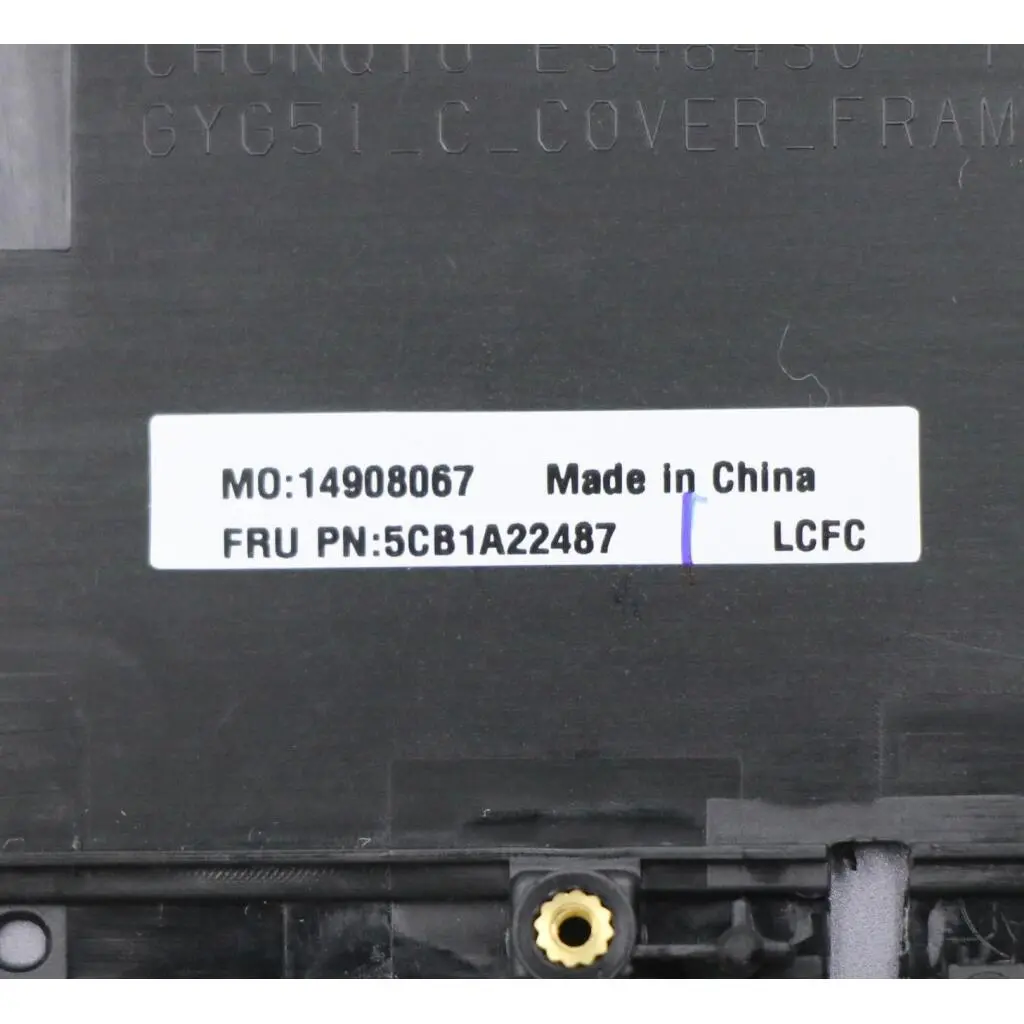 GYG51_C_COVER_FRAM
MO:14908067 Made in China
FRU PN:5CB1A22487 LCFC